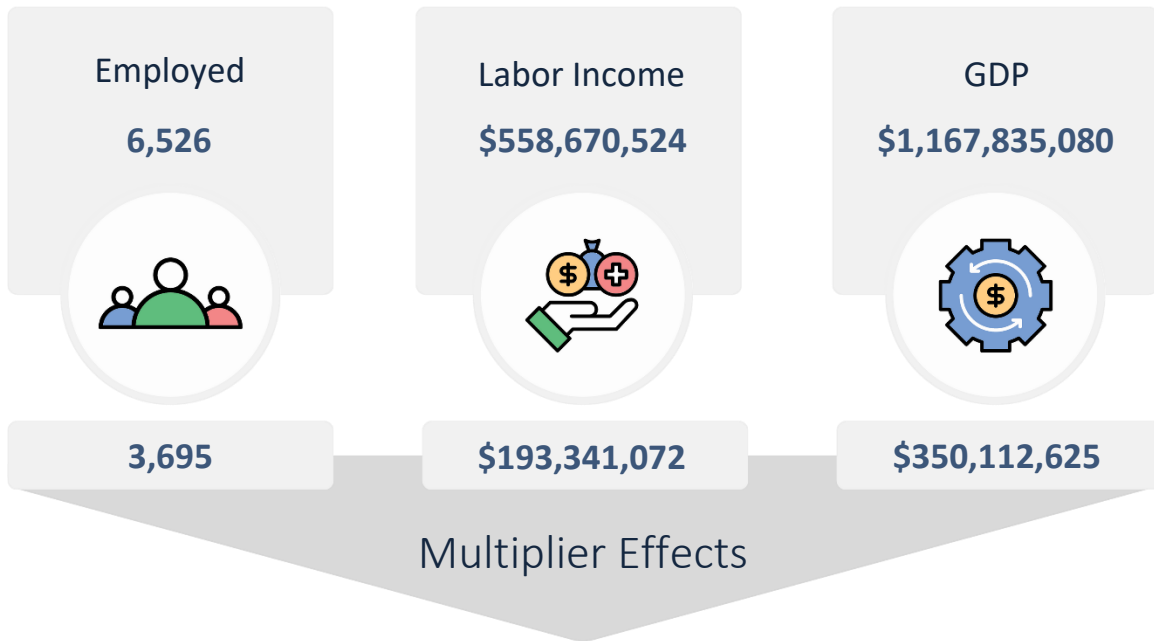 Employed
6,526
Labor Income
$558,670,524
GDP
$1,167,835,080
$
$
3,695
$193,341,072
$350,112,625
Multiplier Effects